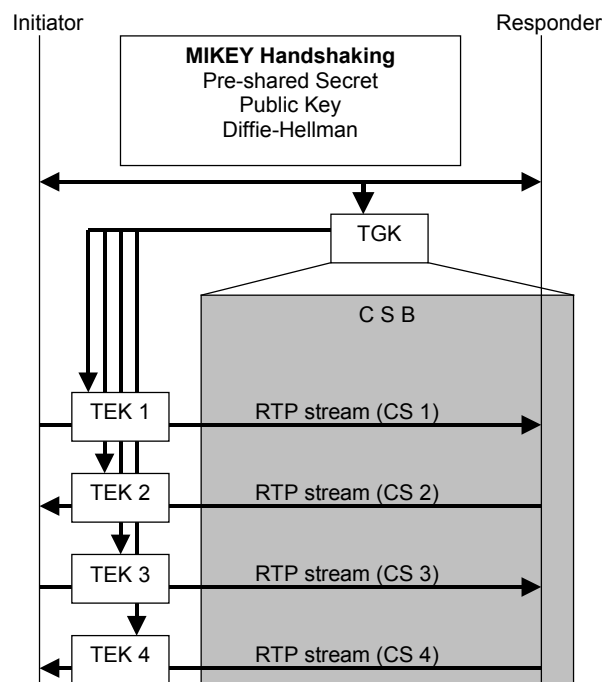 Initiator
Responder
MIKEY Handshaking
Pre-shared Secret
Public Key
Diffie-Hellman
TGK
C S B
TEK 1
RTP stream (CS 1)
TEK 2
RTP stream (CS 2)
TEK 3
RTP stream (CS 3)
TEK 4
RTP stream (CS 4)